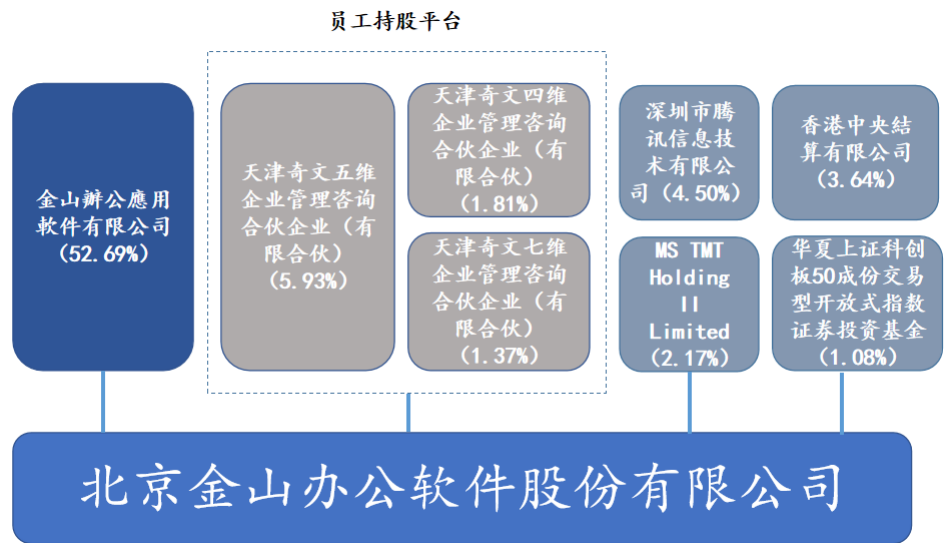 员工持股平台
金山辦公應用
软件有限公司
(52.69%)
天津奇文五维
企业管理咨询
合伙企业（有
限合伙）
(5.93%)
天津奇文四维
企业管理咨询
合伙企业（有
限合伙）
(1.81%)
天津奇文七维
企业管理咨询
合伙企业（有
限合伙）
(1.37%)
深圳市腾
讯信息技
术有限公
司（4.50%）
香港中央結
算有限公司
(3.64%)
MS TMT
Holding
II
Limited
(2.17%)
华夏上证科创
板50成份交易
型开放式指数
证券投资基金
(1.08%)
北京金山办公软件股份有限公司